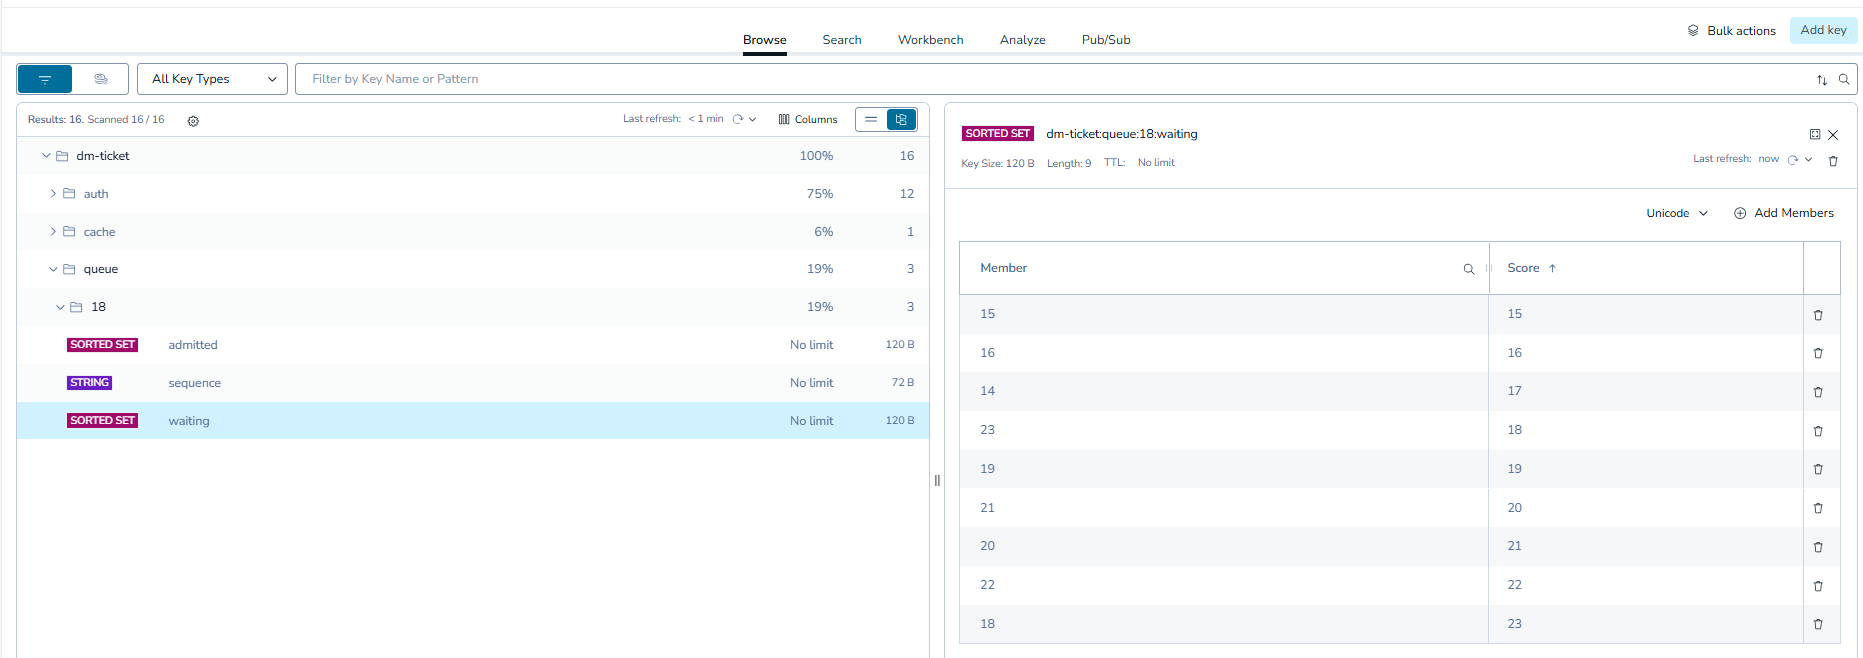 Browse Search Workbench Analyze Pub/Sub Bulk actions Add key
All Key Types Filter by Key Name or Pattern
Results: 16. Scanned 16 / 16 Last refresh: < 1 min Columns
dm-ticket 100% 16
auth 75% 12
cache 6% 1
queue 19% 3
18 19% 3
SORTED SET admitted No limit 120 B
STRING sequence No limit 72 B
SORTED SET waiting No limit 120 B
SORTED SET dm-ticket:queue:18:waiting
Key Size: 120 B Length: 9 TTL: No limit Last refresh: now
Unicode Add Members
Member Score
15 15
16 16
14 17
23 18
19 19
21 20
20 21
22 22
18 23